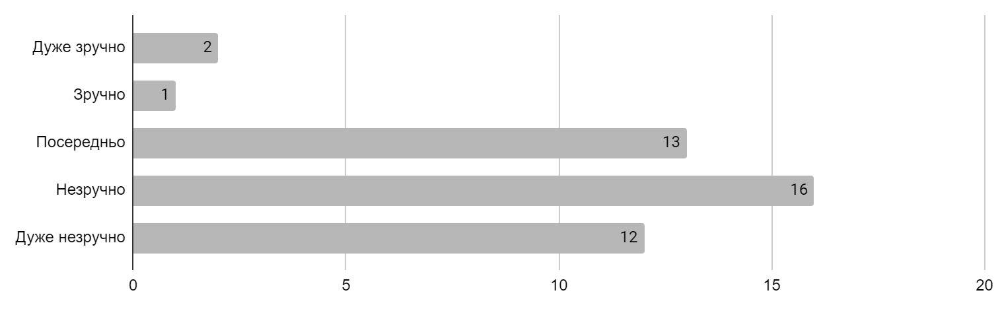 Дуже зручно 2
Зручно 1
Посередньо 13
Незручно 16
Дуже незручно 12
0 5 10 15 20